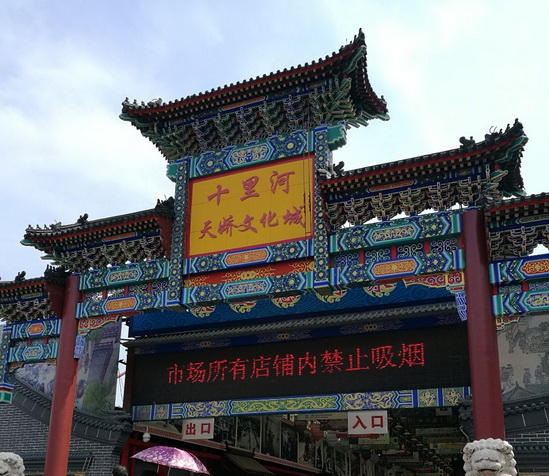 十里河
天娇文化城
市场所有店铺内禁止吸烟
出口
入口